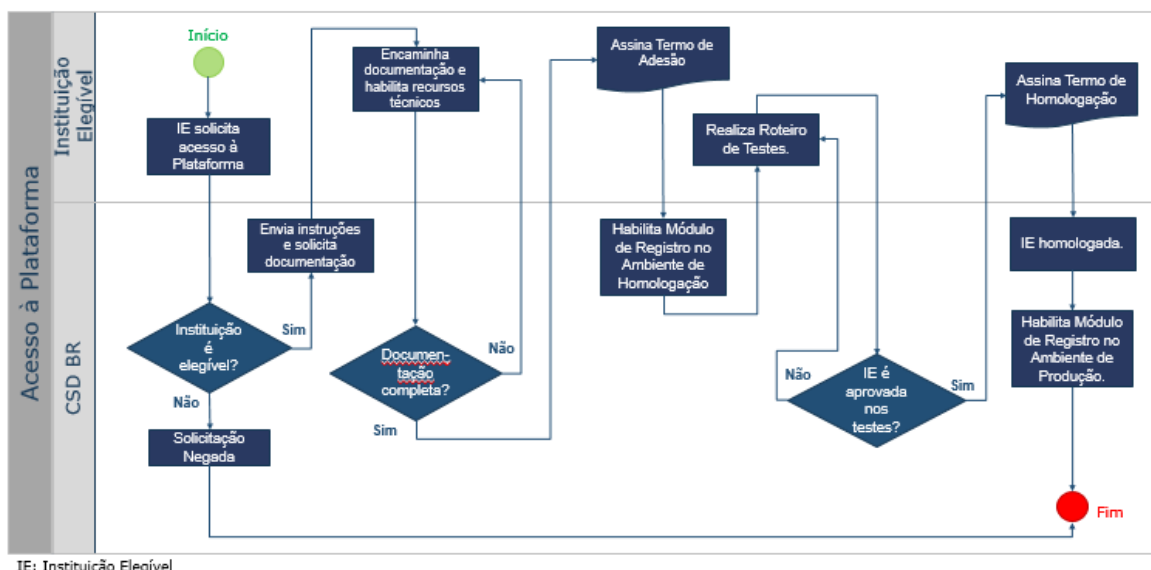 Acesso à Plataforma
Instituição
Elegível
CSD BR
Início
IE solicita
acesso à
Plataforma
Instituição
é
elegível?
Sim
Não
Solicitação
Negada
Envia instruções
e solicita
documentação
Encaminha
documentação e
habilita recursos
técnicos
Documen-
tação
completa?
Não
Sim
Assina Termo de
Adesão
Habilita Módulo
de Registro no
Ambiente de
Homologação
Realiza Roteiro
de Testes.
IE é
aprovada
nos
testes?
Não
Sim
Assina Termo de
Homologação
IE homologada.
Habilita Módulo
de Registro no
Ambiente de
Produção.
Fim
IE: Instituição Elegível